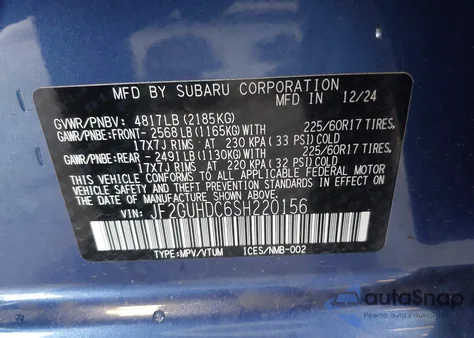 MFD BY SUBARU CORPORATION
MFD IN 12/24
GVWR/PNBV: 4817LB(2185KG)
GAWR/PNBE:FRONT- 2568LB(1165KG)WITH 225/60R17 TIRES,
17X7J RIMS AT 230 KPA (33 PSI)COLD
GAWR/PNBE:REAR - 2491LB(1130KG)WITH 225/60R17 TIRES,
17X7J RIMS AT 220 KPA (32 PSI)COLD
THIS VEHICLE CONFORMS TO ALL APPLICABLE FEDERAL MOTOR
VEHICLE SAFETY STANDARDS IN EFFECT ON THE
DATE OF MANUFACTURE SHOWN ABOVE.
VIN: JF2GUHDC6SH220156
TYPE:MPV/VTUM ICES/NMB-002
autoSnap
Pewne auta z aukcji